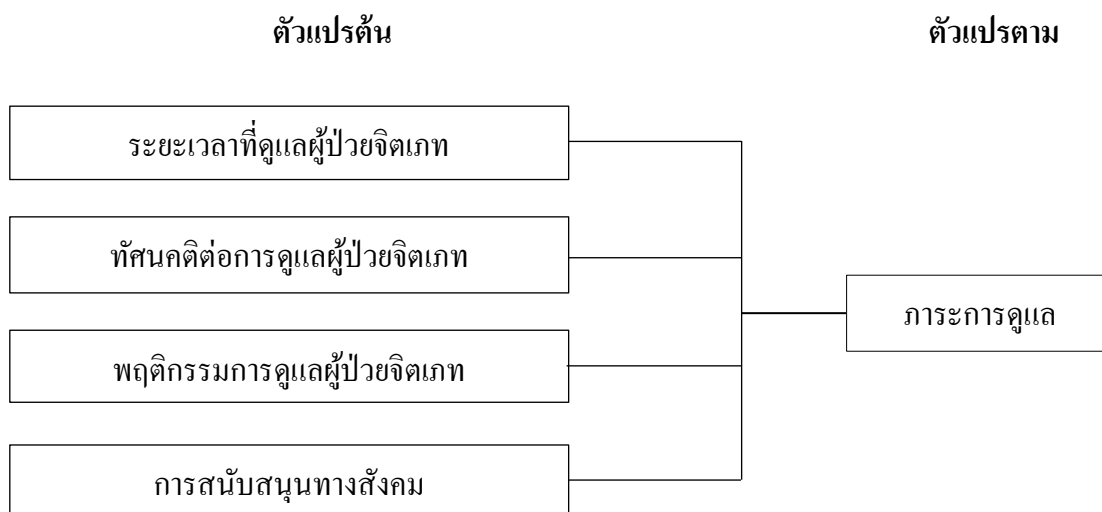 ตัวแปรต้น
ตัวแปรตาม
ระยะเวลาที่ดูแลผู้ป่วยจิตเภท
ทัศนคติต่อการดูแลผู้ป่วยจิตเภท
พฤติกรรมการดูแลผู้ป่วยจิตเภท
การสนับสนุนทางสังคม
ภาระการดูแล